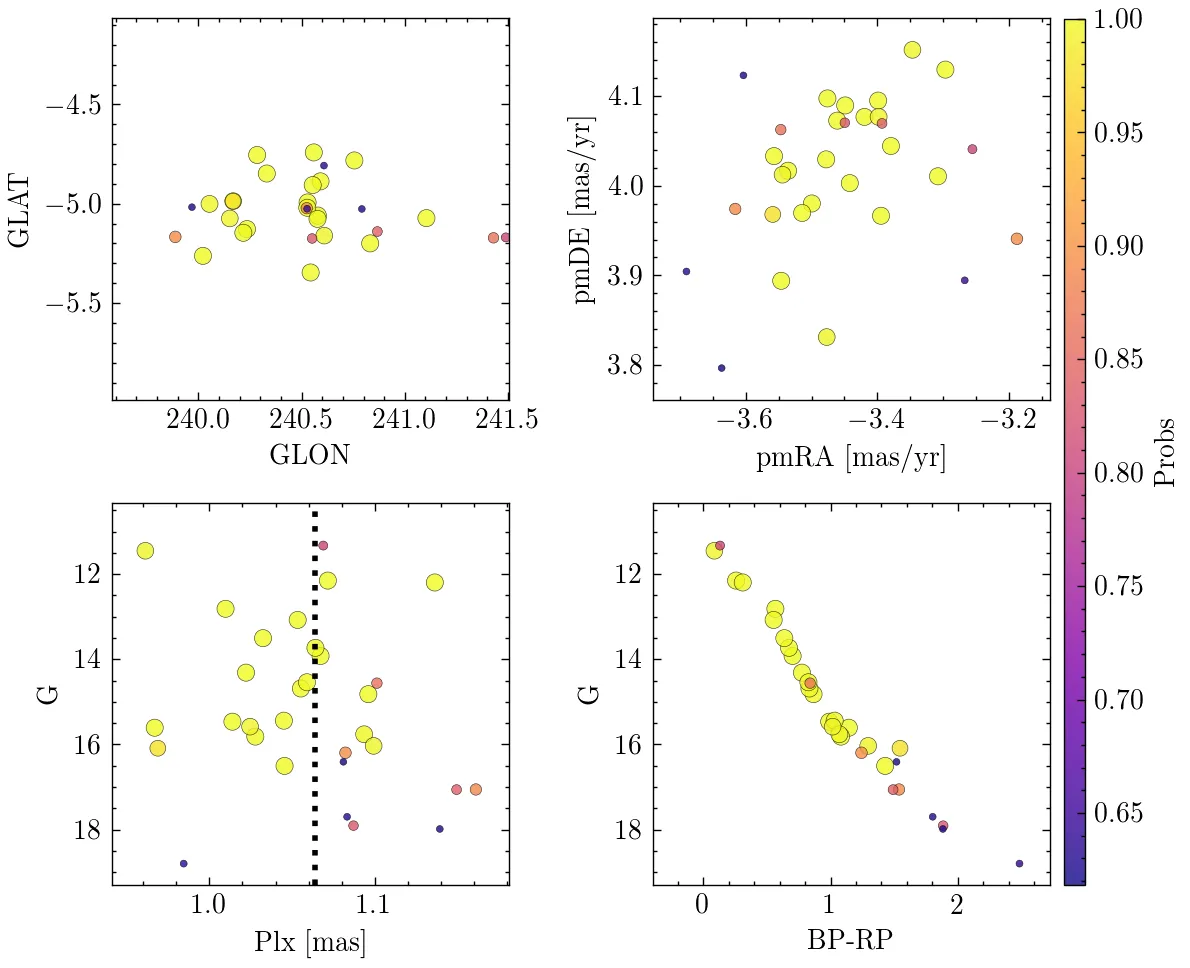 −4.5
−5.0
−5.5
GLAT
240.0 240.5 241.0 241.5
GLON
4.1
4.0
3.9
3.8
pmDE [mas/yr]
−3.6 −3.4 −3.2
pmRA [mas/yr]
1.00
0.95
0.90
0.85
0.80
0.75
0.70
0.65
Probs
12
14
16
18
G
1.0 1.1
Plx [mas]
12
14
16
18
G
0 1 2
BP-RP